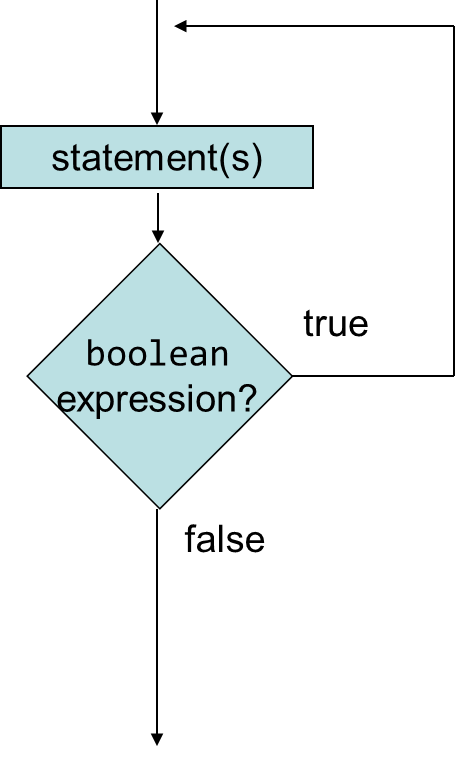 statement(s)
true
boolean
expression?
false